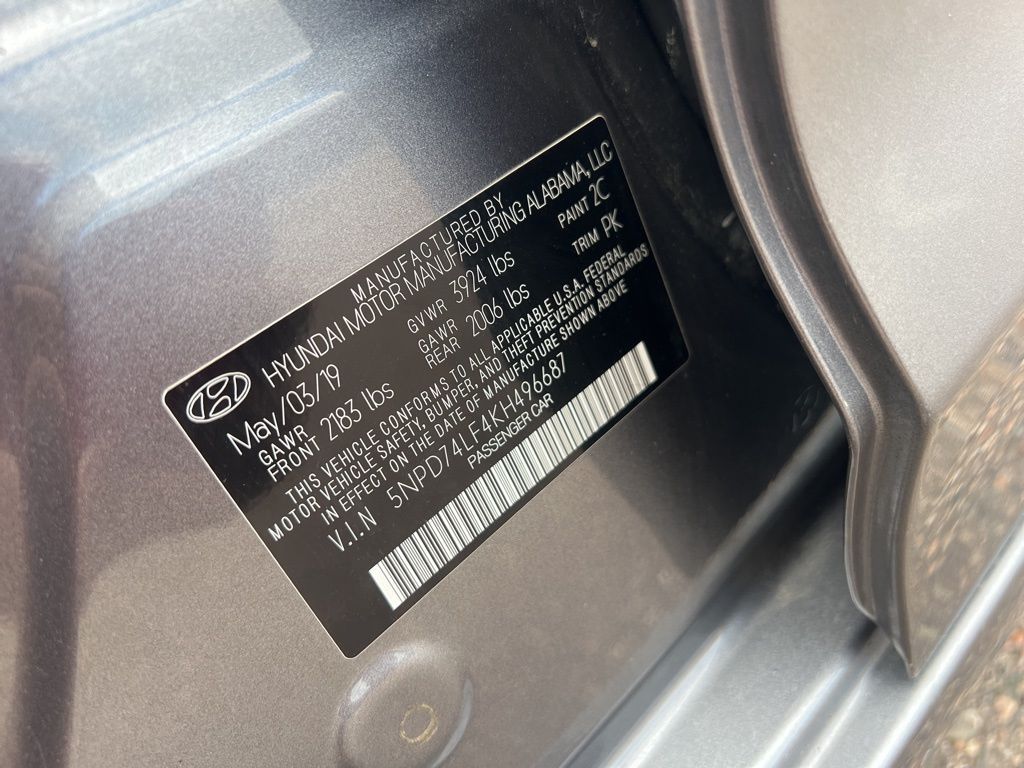 MANUFACTURED BY
HYUNDAI MOTOR MANUFACTURING ALABAMA, LLC
May/03/19 GVWR 3924 lbs PAINT 2C
GAWR FRONT 2183 lbs GAWR REAR 2006 lbs TRIM PK
THIS VEHICLE CONFORMS TO ALL APPLICABLE U.S.A. FEDERAL
MOTOR VEHICLE SAFETY, BUMPER, AND THEFT PREVENTION STANDARDS
IN EFFECT ON THE DATE OF MANUFACTURE SHOWN ABOVE
V.I.N 5NPD74LF4KH496687
PASSENGER CAR